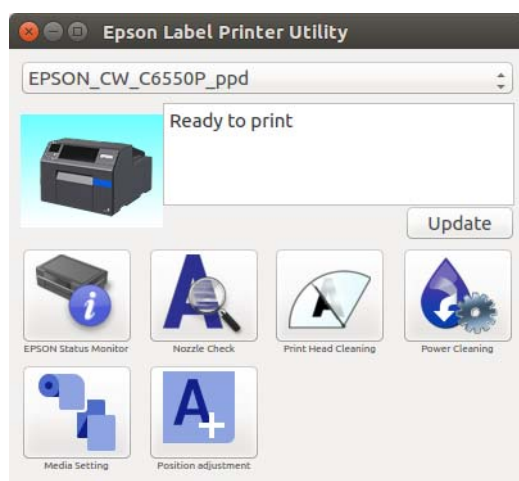 Epson Label Printer Utility
EPSON_CW_C6550P_ppd
Ready to print
Update
EPSON Status Monitor
Nozzle Check
Print Head Cleaning
Power Cleaning
Media Setting
Position adjustment